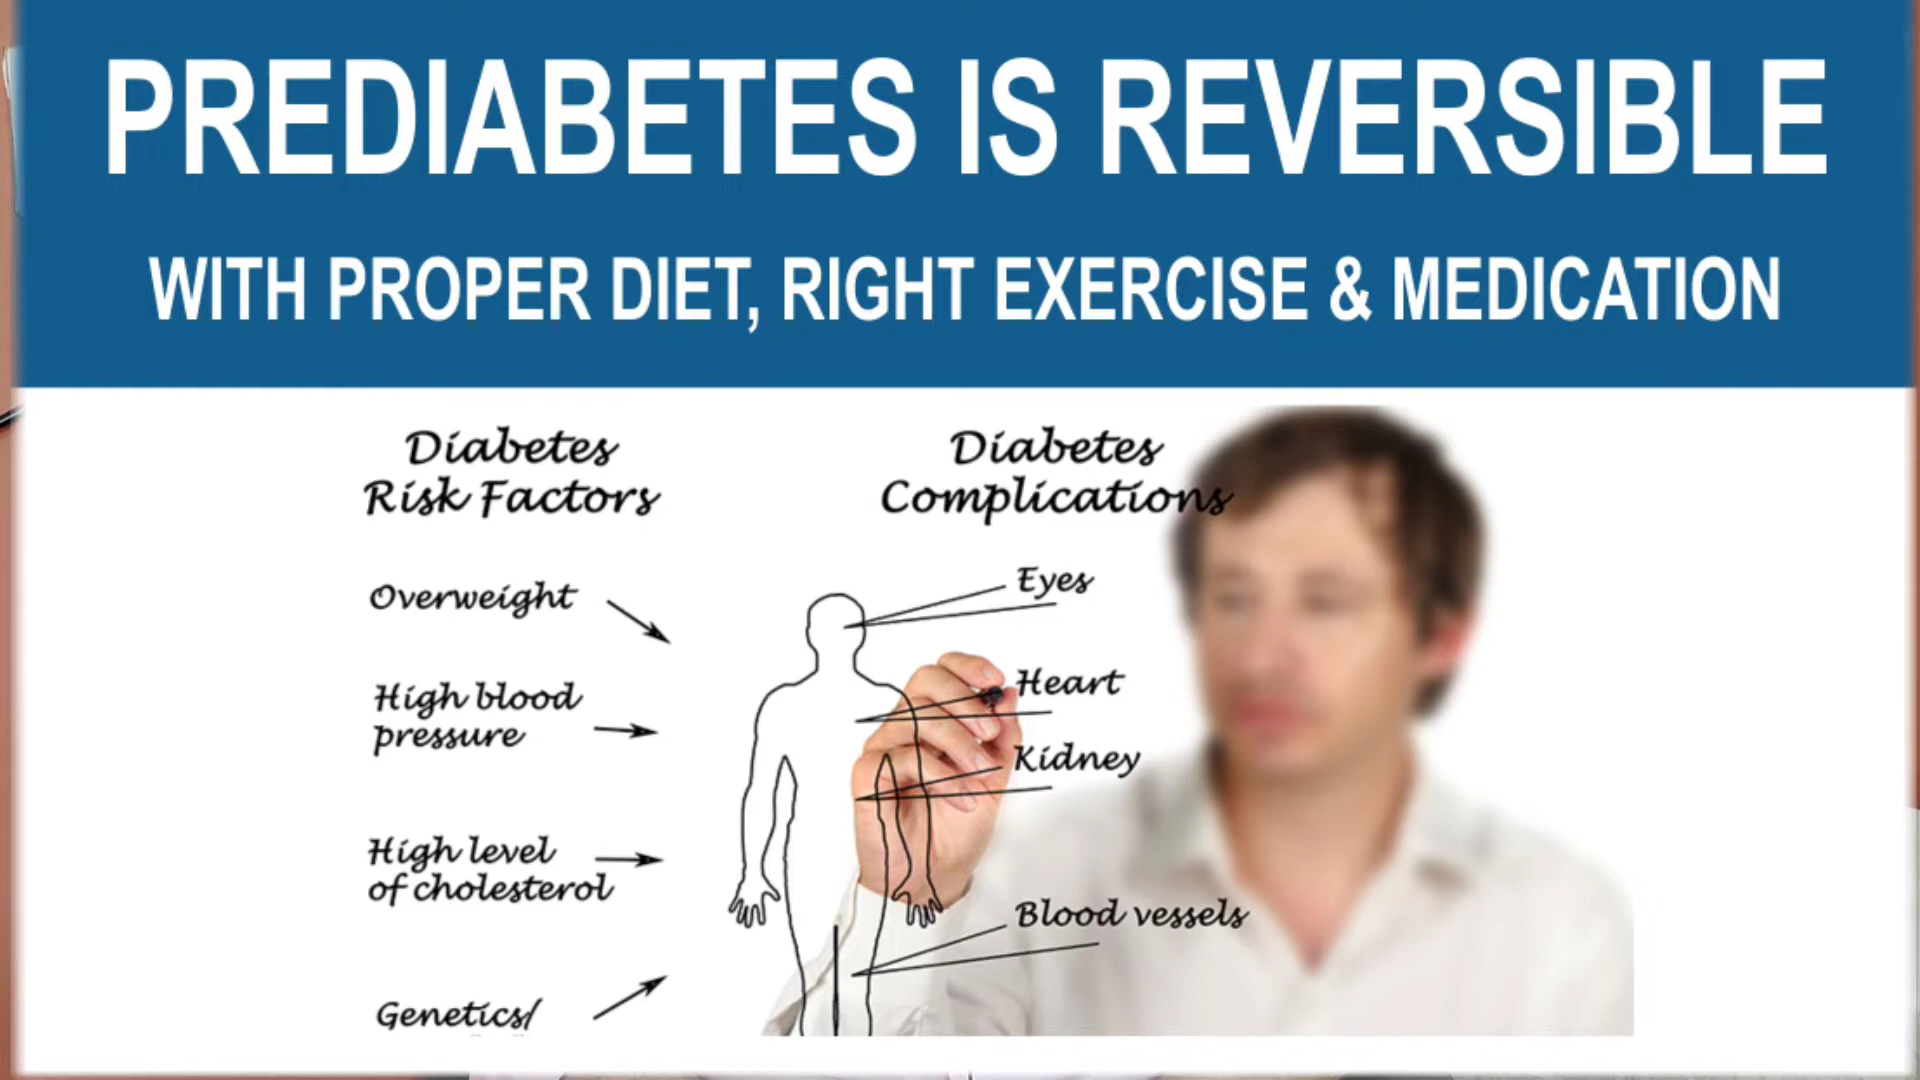 PREDIABETES IS REVERSIBLE
WITH PROPER DIET, RIGHT EXERCISE & MEDICATION
Diabetes
Risk Factors
Overweight
High blood
pressure
High level
of cholesterol
Genetics/
Diabetes
Complications
Eyes
Heart
Kidney
Blood vessels